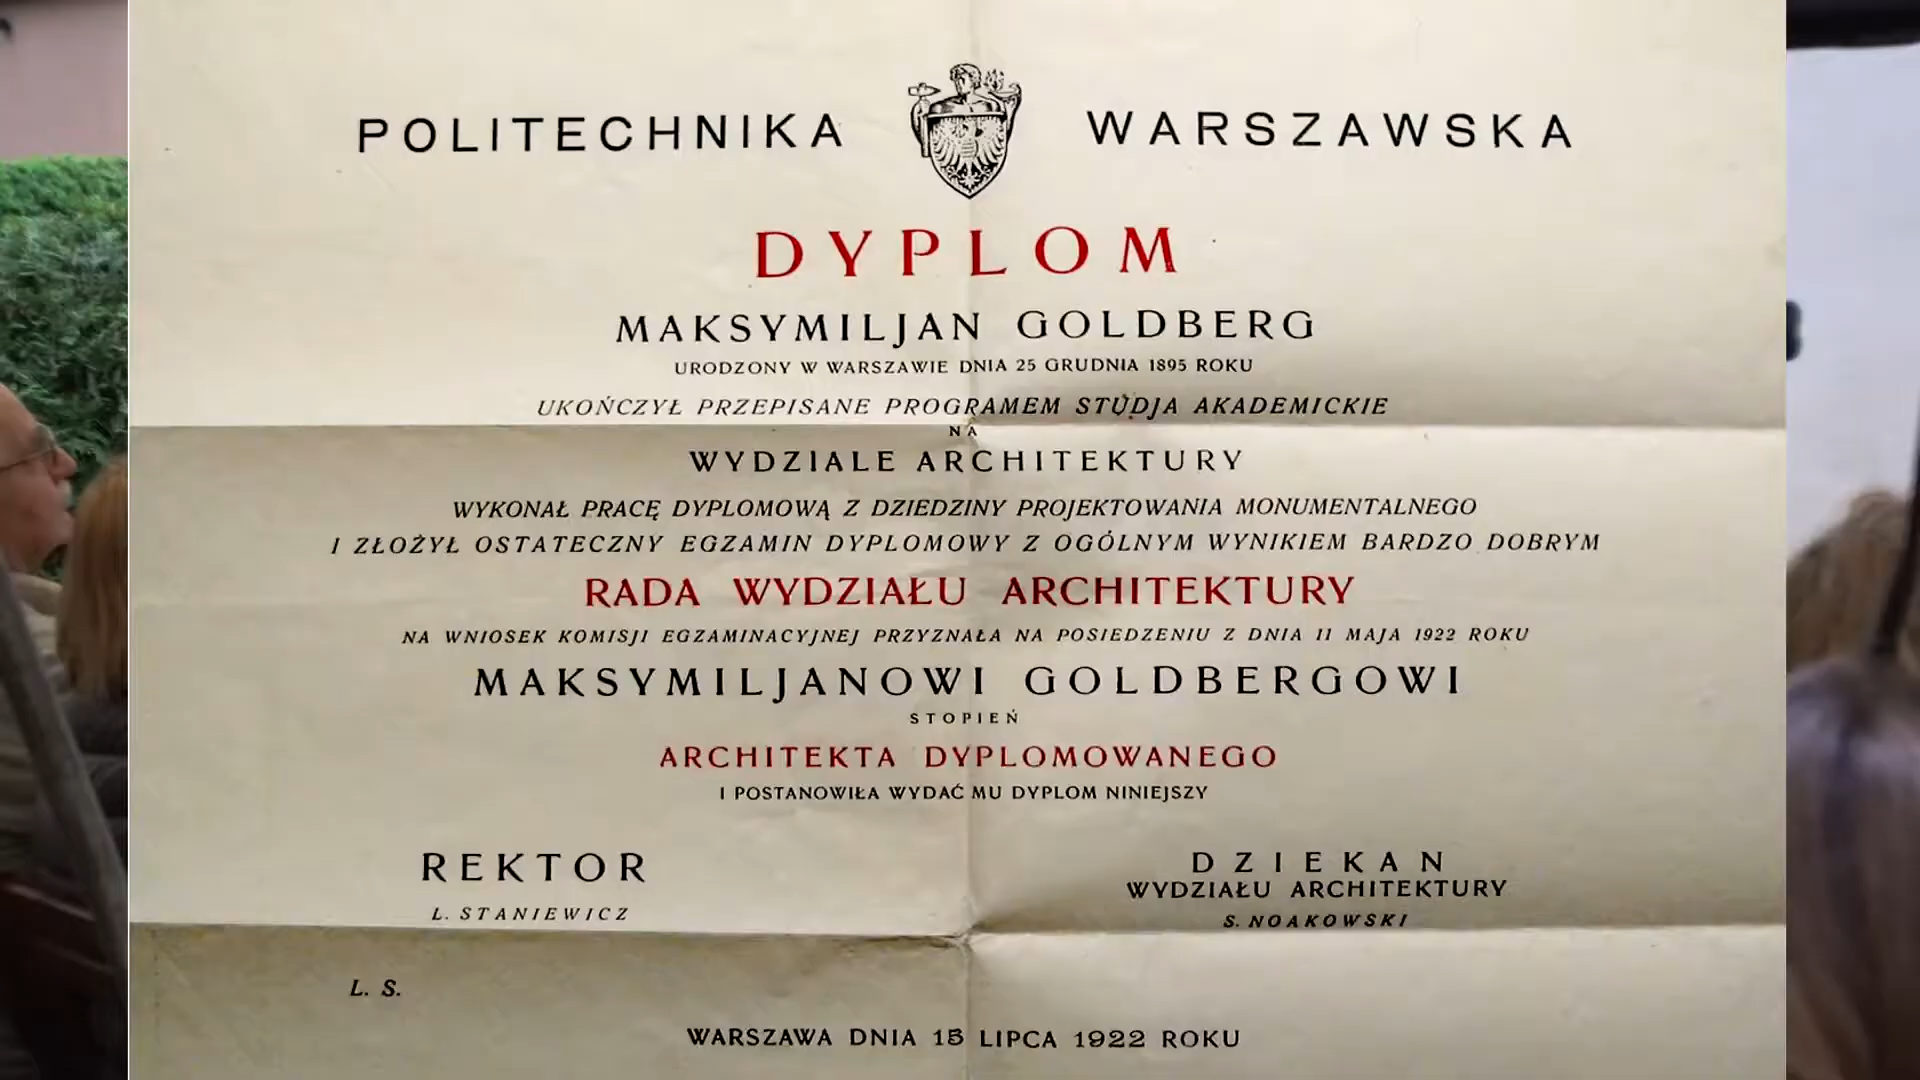 POLITECHNIKA WARSZAWSKA
DYPLOM
MAKSYMILJAN GOLDBERG
URODZONY W WARSZAWIE DNIA 25 GRUDNIA 1895 ROKU
UKOŃCZYŁ PRZEPISANE PROGRAMEM STUDJA AKADEMICKIE
NA
WYDZIALE ARCHITEKTURY
WYKONAŁ PRACĘ DYPLOMOWĄ Z DZIEDZINY PROJEKTOWANIA MONUMENTALNEGO
I ZŁOŻYŁ OSTATECZNY EGZAMIN DYPLOMOWY Z OGÓLNYM WYNIKIEM BARDZO DOBRYM
RADA WYDZIAŁU ARCHITEKTURY
NA WNIOSEK KOMISJI EGZAMINACYJNEJ PRZYZNAŁA NA POSIEDZENIU Z DNIA 11 MAJA 1922 ROKU
MAKSYMILJANOWI GOLDBERGOWI
STOPIEŃ
ARCHITEKTA DYPLOMOWANEGO
I POSTANOWIŁA WYDAĆ MU DYPLOM NINIEJSZY
REKTOR
L. STANIEWICZ
DZIEKAN
WYDZIAŁU ARCHITEKTURY
S. NOAKOWSKI
L. S.
WARSZAWA DNIA 15 LIPCA 1922 ROKU